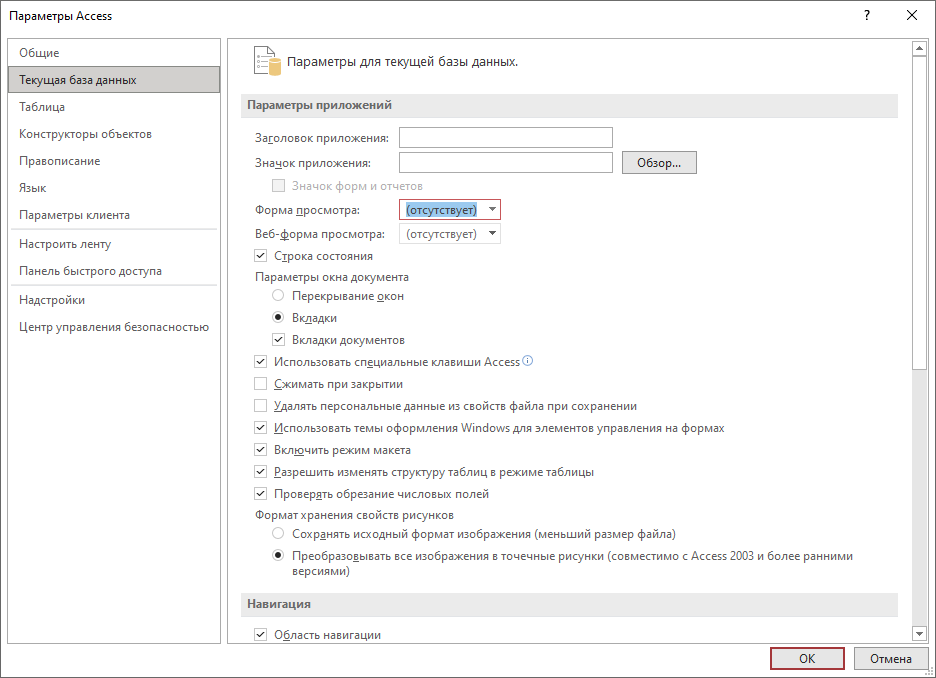 Параметры Access
?
Общие
Текущая база данных
Таблица
Конструкторы объектов
Правописание
Язык
Параметры клиента
Настроить ленту
Панель быстрого доступа
Надстройки
Центр управления безопасностью
Параметры для текущей базы данных.
Параметры приложений
Заголовок приложения:
Значок приложения:
Обзор...
Значок форм и отчетов
Форма просмотра:
(отсутствует)
Веб-форма просмотра:
(отсутствует)
Строка состояния
Параметры окна документа
Перекрывание окон
Вкладки
Вкладки документов
Использовать специальные клавиши Access
Сжимать при закрытии
Удалять персональные данные из свойств файла при сохранении
Использовать темы оформления Windows для элементов управления на формах
Включить режим макета
Разрешить изменять структуру таблиц в режиме таблицы
Проверять обрезание числовых полей
Формат хранения свойств рисунков
Сохранять исходный формат изображения (меньший размер файла)
Преобразовывать все изображения в точечные рисунки (совместимо с Access 2003 и более ранними
версиями)
Навигация
Область навигации
ОК
Отмена